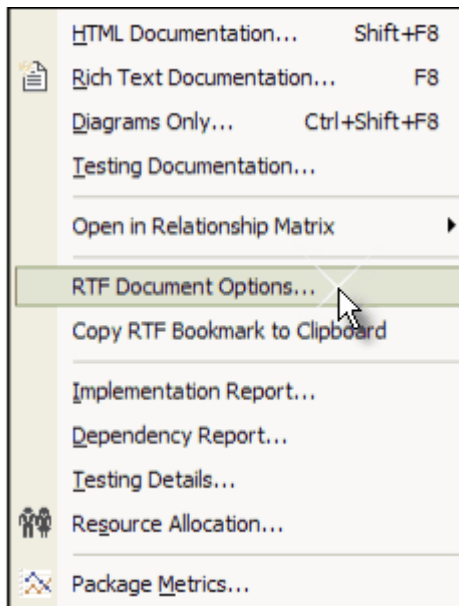 HTML Documentation... Shift+F8
Rich Text Documentation... F8
Diagrams Only... Ctrl+Shift+F8
Testing Documentation...
Open in Relationship Matrix
RTF Document Options...
Copy RTF Bookmark to Clipboard
Implementation Report...
Dependency Report...
Testing Details...
Resource Allocation...
Package Metrics...